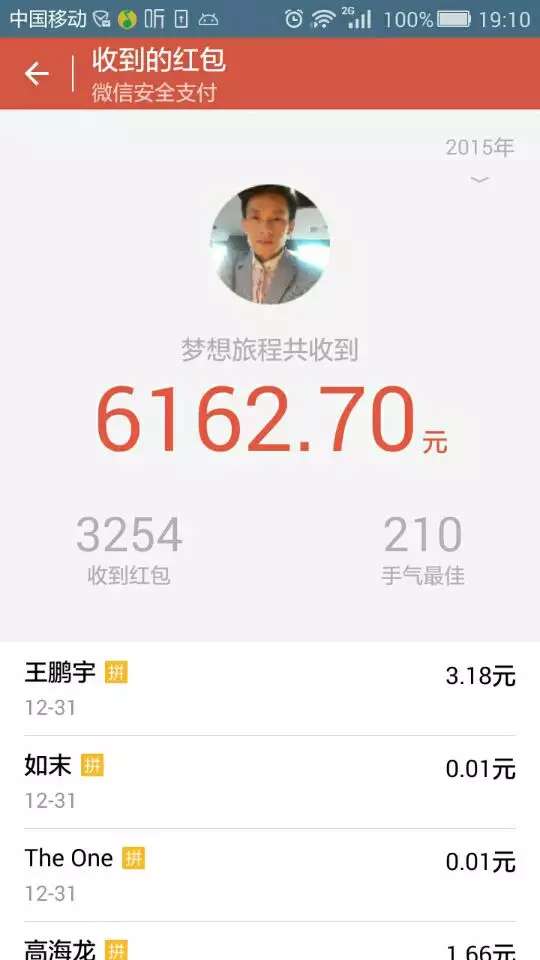 中国移动 听 2G 100% 19:10
收到的红包
微信安全支付
2015年
梦想旅程共收到
6162.70元
3254 210
收到红包 手气最佳
王鹏宇 拼 3.18元
12-31
如末 拼 0.01元
12-31
The One 拼 0.01元
12-31
高海龙 拼 1.66元